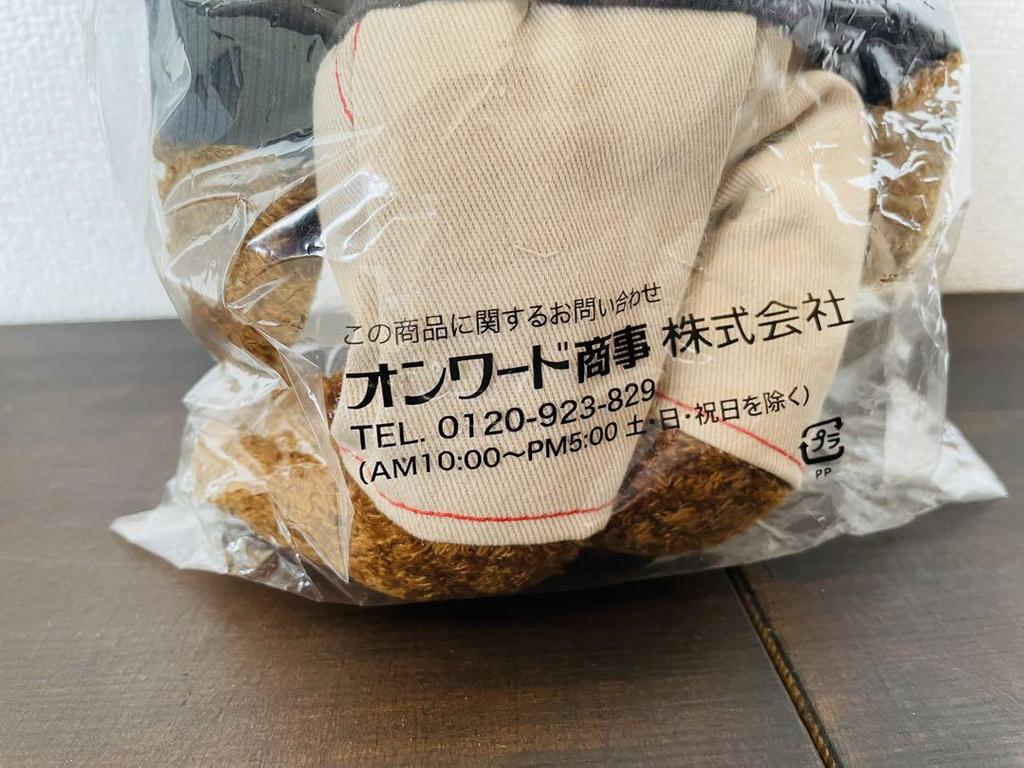 この商品に関するお問い合わせ
オンワード商事 株式会社
TEL. 0120-923-829
(AM10:00〜PM5:00 土・日・祝日を除く)
プラ
PP